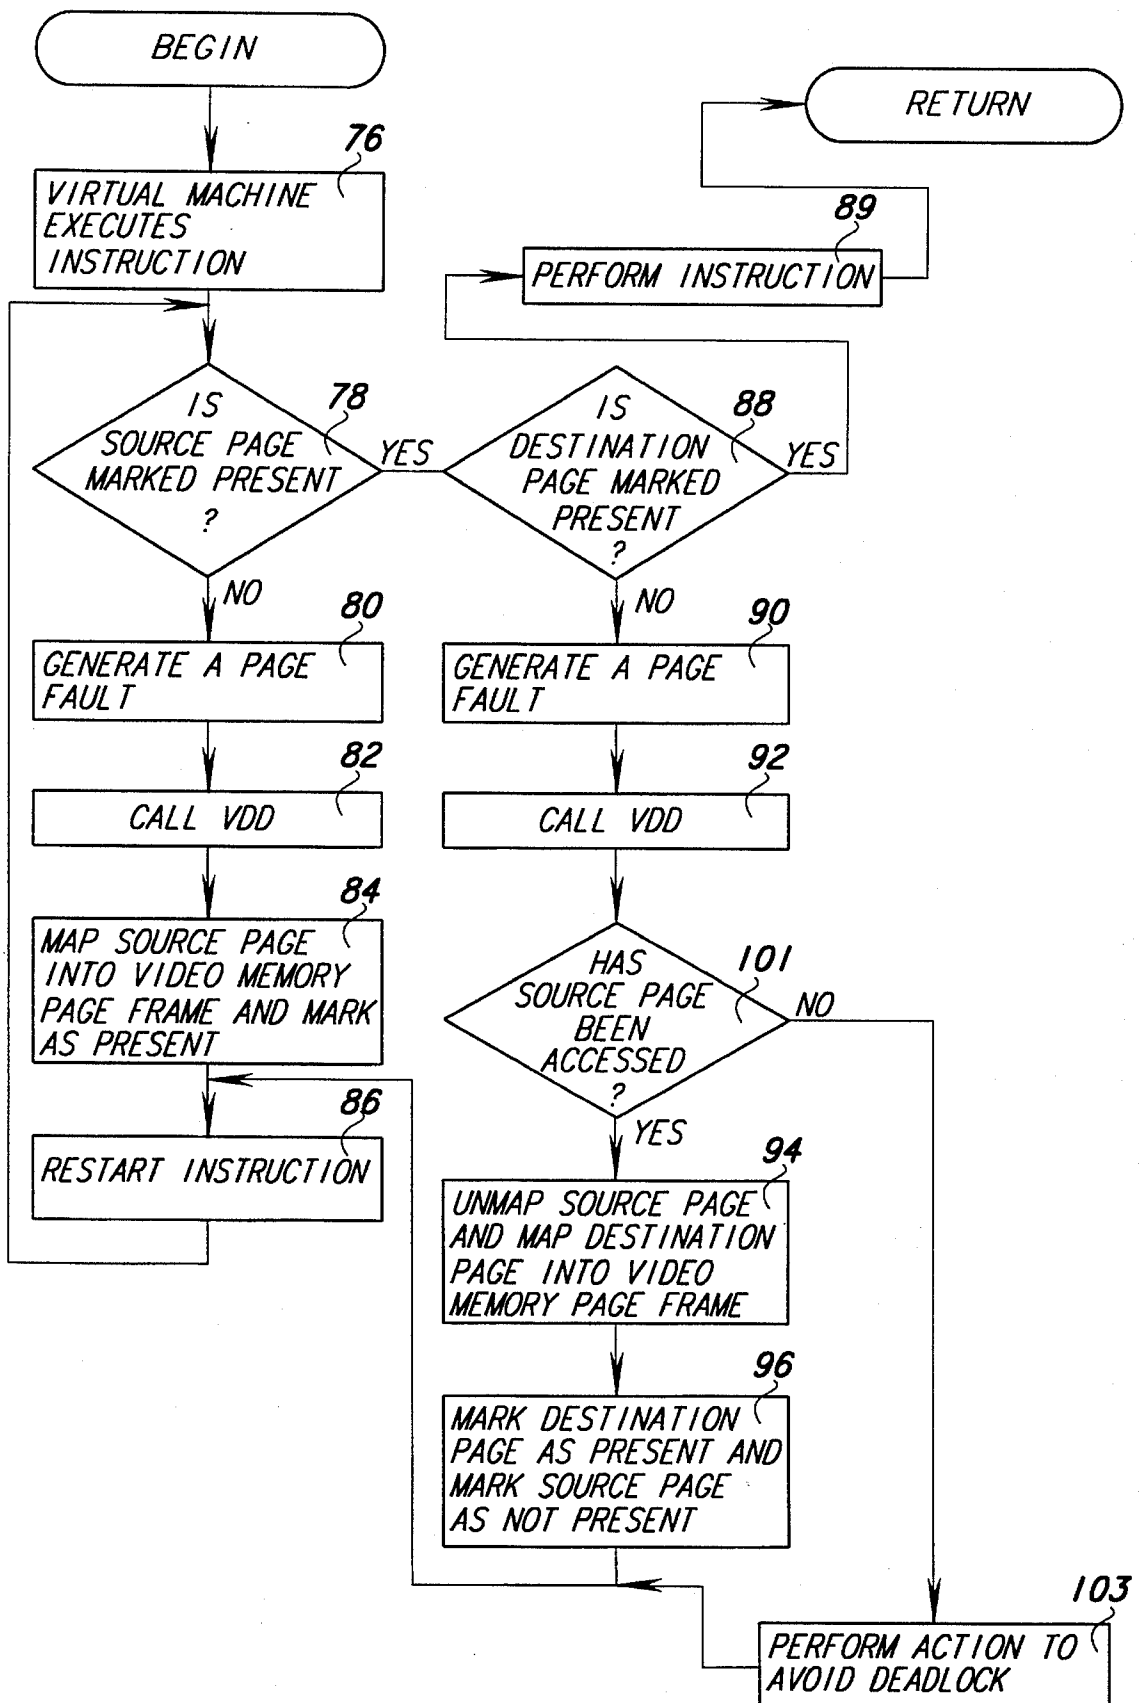 BEGIN
RETURN
76
VIRTUAL MACHINE
EXECUTES
INSTRUCTION
89
PERFORM INSTRUCTION
78
IS
SOURCE PAGE
MARKED PRESENT
?
YES
NO
88
IS
DESTINATION
PAGE MARKED
PRESENT
?
YES
NO
80
GENERATE A PAGE
FAULT
90
GENERATE A PAGE
FAULT
82
CALL VDD
92
CALL VDD
84
MAP SOURCE PAGE
INTO VIDEO MEMORY
PAGE FRAME AND MARK
AS PRESENT
101
HAS
SOURCE PAGE
BEEN
ACCESSED
?
NO
YES
86
RESTART INSTRUCTION
94
UNMAP SOURCE PAGE
AND MAP DESTINATION
PAGE INTO VIDEO
MEMORY PAGE FRAME
96
MARK DESTINATION
PAGE AS PRESENT AND
MARK SOURCE PAGE
AS NOT PRESENT
103
PERFORM ACTION TO
AVOID DEADLOCK